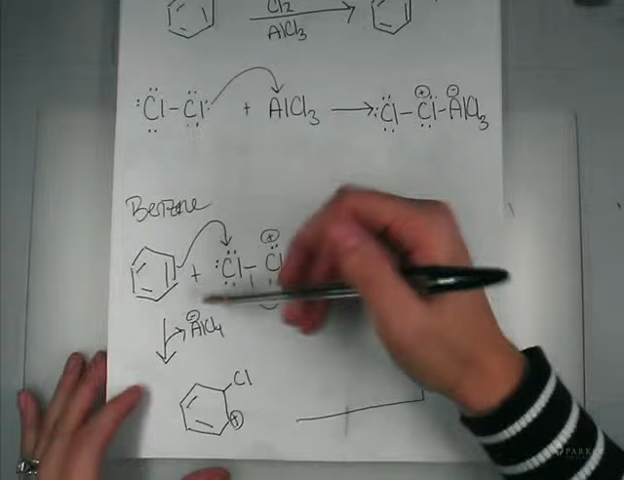 Cl2
AlCl3
:Cl-Cl: + AlCl3 → :Cl-Cl⊕-AlCl3⊖
Benzene
+ :Cl-Cl⊕
⊖AlCl4
Cl
⊕